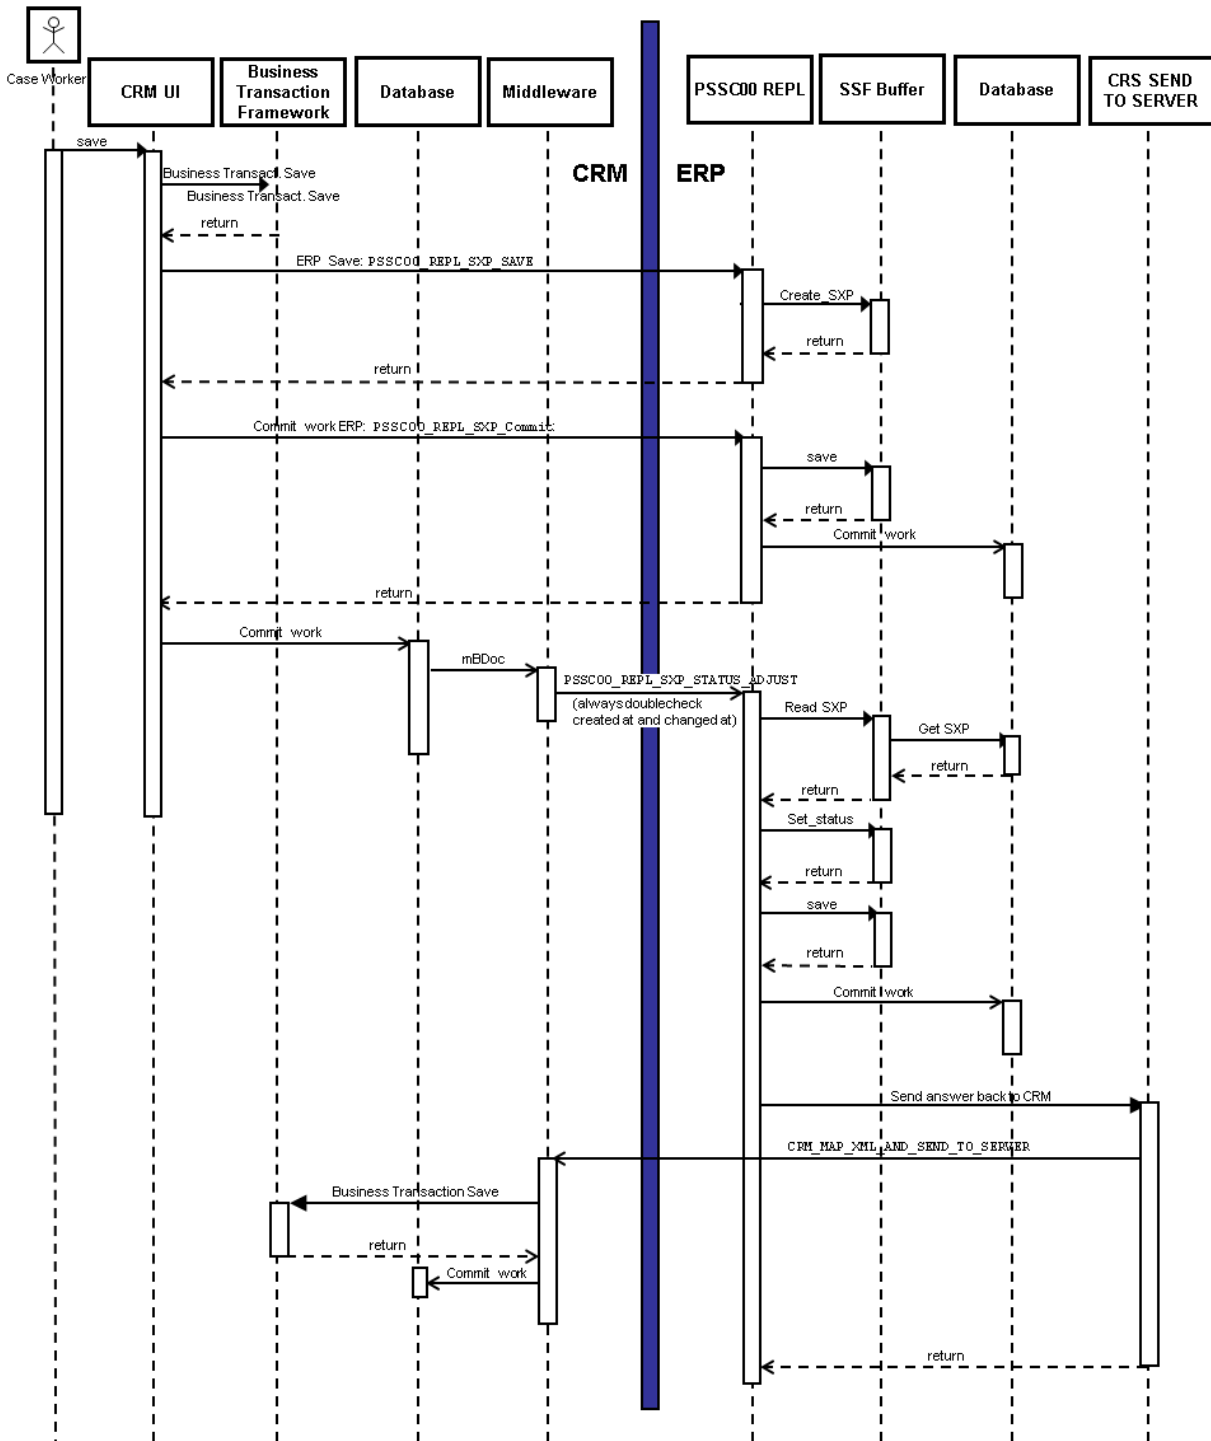 Case Worker
CRM UI
Business
Transaction
Framework
Database
Middleware
PSSC00 REPL
SSF Buffer
Database
CRS SEND
TO SERVER
CRM
ERP
save
Business Transact. Save
Business Transact. Save
return
ERP Save: PSSC00_REPL_SXP_SAVE
Create_SXP
return
return
Commit work ERP: PSSC00_REPL_SXP_Commit:
save
return
Commit work
return
Commit work
mBDoc
PSSC00_REPL_SXP_STATUS_ADJUST
(always doublecheck
created at and changed at)
Read SXP
Get SXP
return
return
Set_status
return
save
return
Commit work
Send answer back to CRM
CRM_MAP_XML_AND_SEND_TO_SERVER
Business Transaction Save
return
Commit work
return